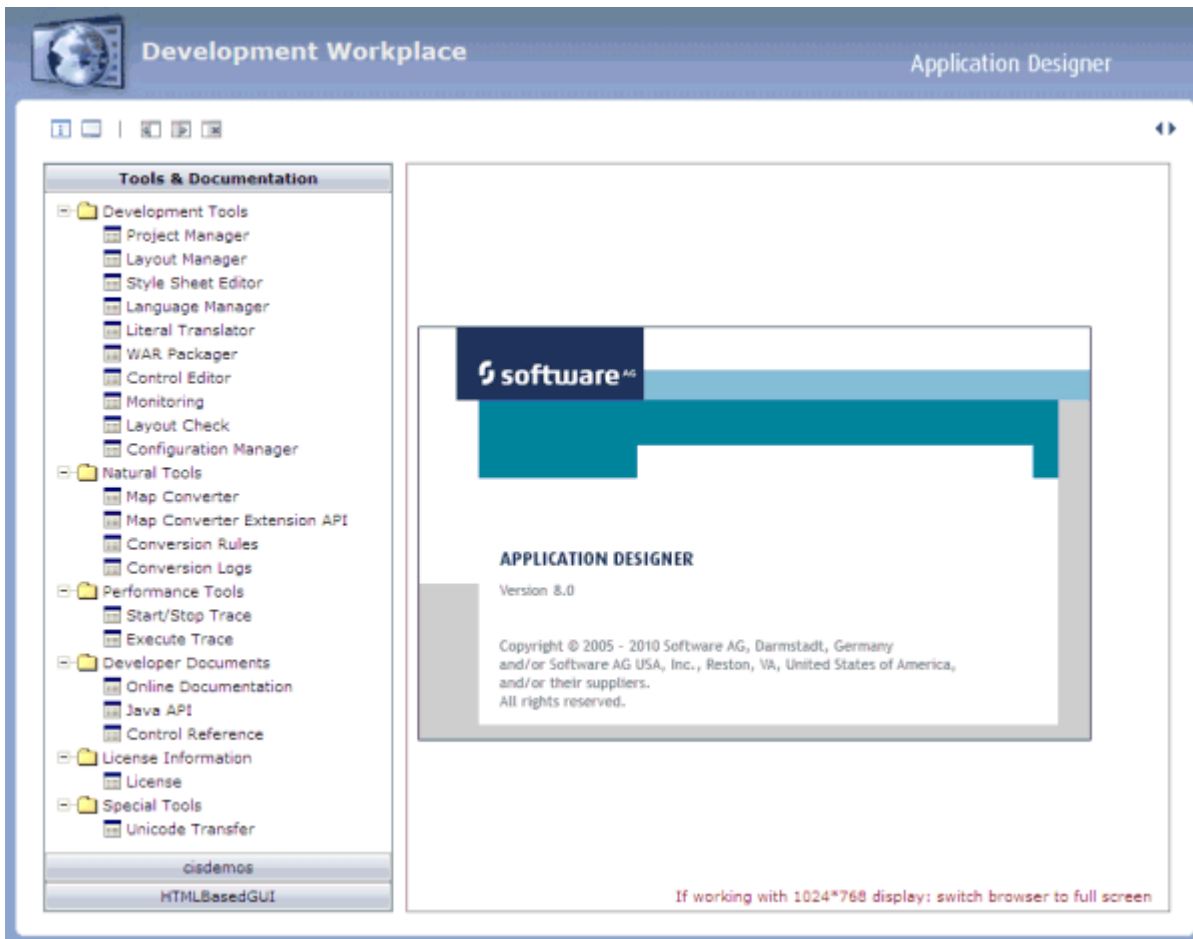 Development Workplace
Application Designer
Tools & Documentation
Development Tools
Project Manager
Layout Manager
Style Sheet Editor
Language Manager
Literal Translator
WAR Packager
Control Editor
Monitoring
Layout Check
Configuration Manager
Natural Tools
Map Converter
Map Converter Extension API
Conversion Rules
Conversion Logs
Performance Tools
Start/Stop Trace
Execute Trace
Developer Documents
Online Documentation
Java API
Control Reference
License Information
License
Special Tools
Unicode Transfer
cisdemos
HTMLBasedGUI
software AG
APPLICATION DESIGNER
Version 8.0
Copyright © 2005 - 2010 Software AG, Darmstadt, Germany
and/or Software AG USA, Inc., Reston, VA, United States of America,
and/or their suppliers.
All rights reserved.
If working with 1024*768 display: switch browser to full screen